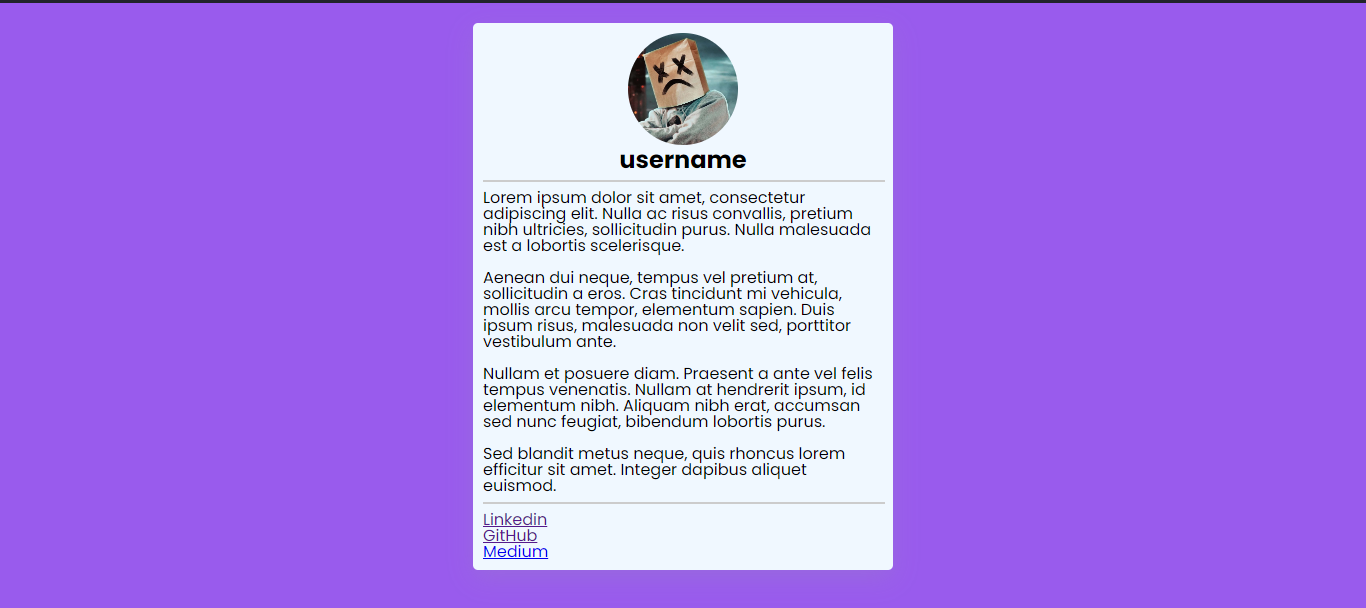 username
Lorem ipsum dolor sit amet, consectetur
adipiscing elit. Nulla ac risus convallis, pretium
nibh ultricies, sollicitudin purus. Nulla malesuada
est a lobortis scelerisque.
Aenean dui neque, tempus vel pretium at,
sollicitudin a eros. Cras tincidunt mi vehicula,
mollis arcu tempor, elementum sapien. Duis
ipsum risus, malesuada non velit sed, porttitor
vestibulum ante.
Nullam et posuere diam. Praesent a ante vel felis
tempus venenatis. Nullam at hendrerit ipsum, id
elementum nibh. Aliquam nibh erat, accumsan
sed nunc feugiat, bibendum lobortis purus.
Sed blandit metus neque, quis rhoncus lorem
efficitur sit amet. Integer dapibus aliquet
euismod.
Linkedin
GitHub
Medium